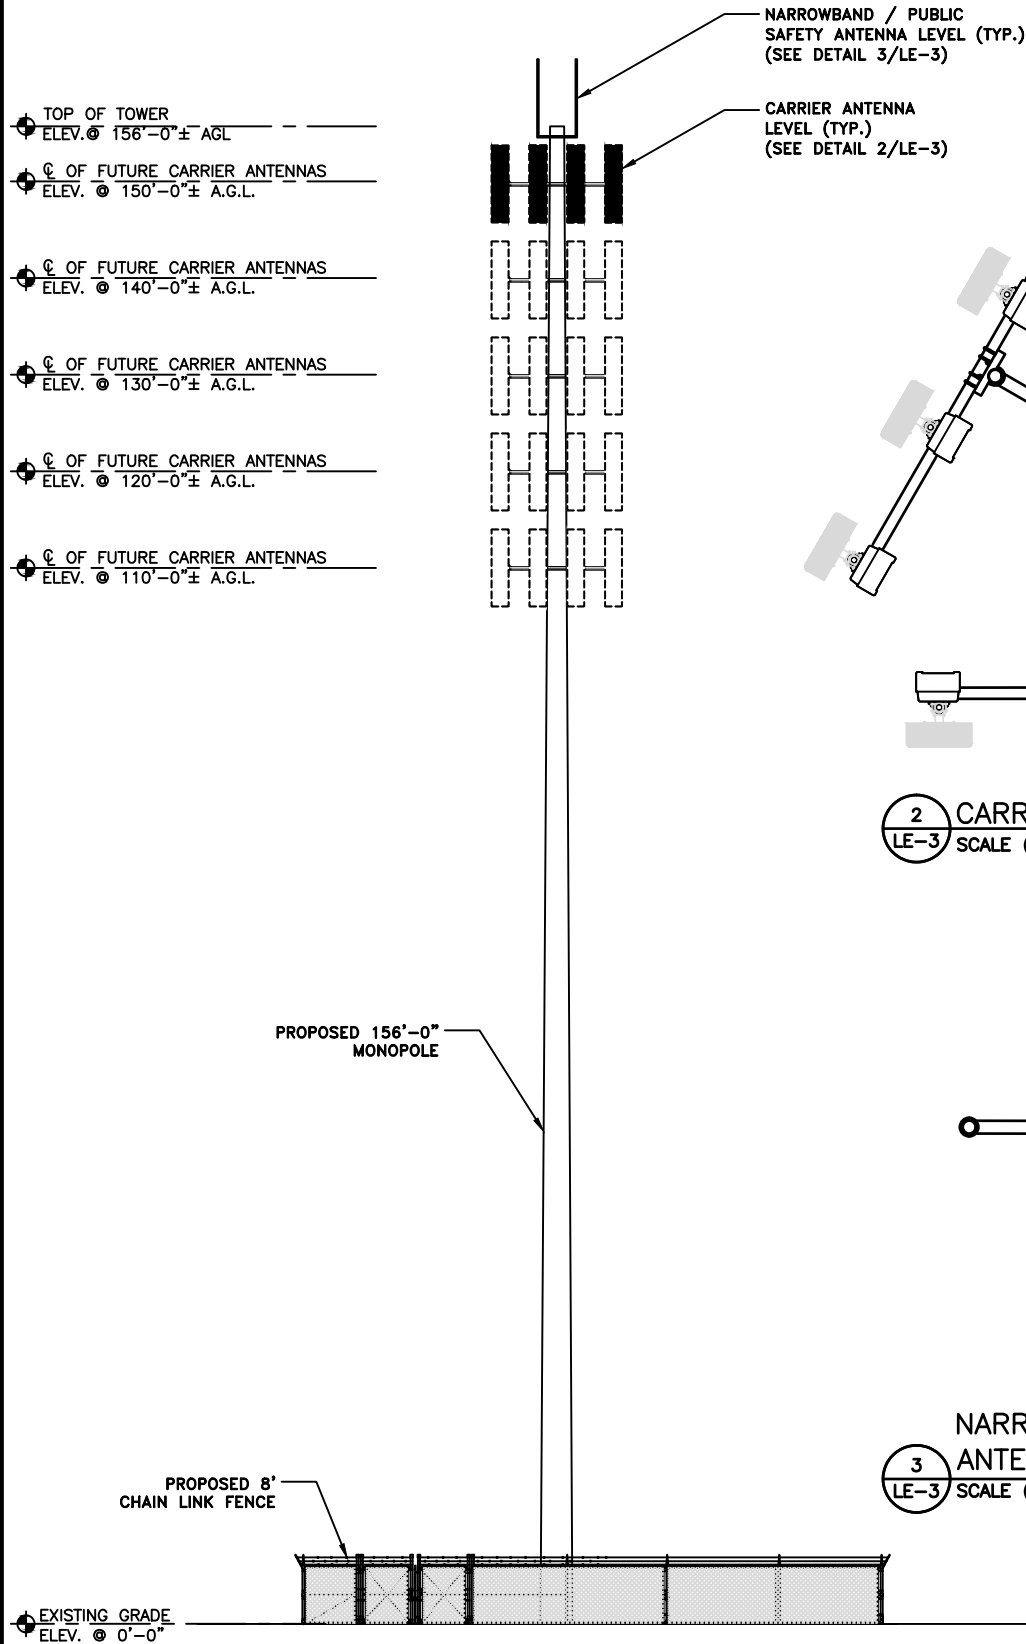 NARROWBAND / PUBLIC
SAFETY ANTENNA LEVEL (TYP.)
(SEE DETAIL 3/LE-3)
CARRIER ANTENNA
LEVEL (TYP.)
(SEE DETAIL 2/LE-3)
TOP OF TOWER
ELEV.@ 156'-0"± AGL
℄ OF FUTURE CARRIER ANTENNAS
ELEV. @ 150'-0"± A.G.L.
℄ OF FUTURE CARRIER ANTENNAS
ELEV. @ 140'-0"± A.G.L.
℄ OF FUTURE CARRIER ANTENNAS
ELEV. @ 130'-0"± A.G.L.
℄ OF FUTURE CARRIER ANTENNAS
ELEV. @ 120'-0"± A.G.L.
℄ OF FUTURE CARRIER ANTENNAS
ELEV. @ 110'-0"± A.G.L.
2 CARR
LE-3 SCALE (
PROPOSED 156'-0"
MONOPOLE
NARR
3 ANTE
LE-3 SCALE (
PROPOSED 8'
CHAIN LINK FENCE
EXISTING GRADE
ELEV. @ 0'-0"